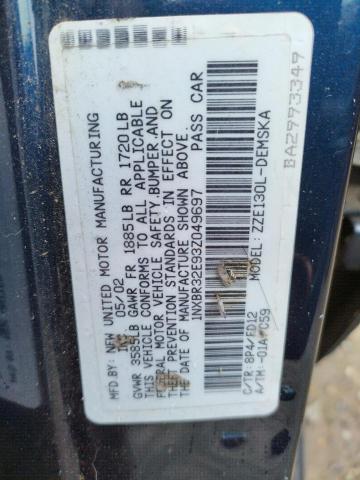 MFD. BY: NEW UNITED MOTOR MANUFACTURING
INC 05/02
GVWR 3585LB GAWR FR 1885LB RR 1720LB
THIS VEHICLE CONFORMS TO ALL APPLICABLE
FEDERAL MOTOR VEHICLE SAFETY,BUMPER,AND
THEFT PREVENTION STANDARDS IN EFFECT ON
THE DATE OF MANUFACTURE SHOWN ABOVE.
1NXBR32E93Z049697 PASS CAR
C/TR: 8P4/FD12 MODEL: ZZE130L-DEMSKA
A/TM: -01A/C59
BA2993349